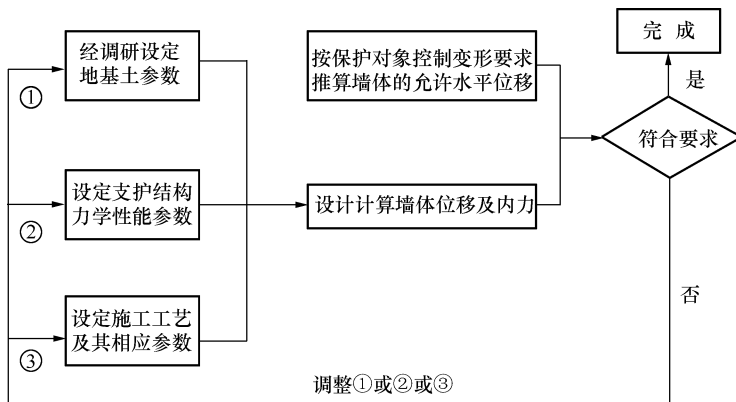 完 成
经调研设定
地基土参数
按保护对象控制变形要求
推算墙体的允许水平位移
是
①
符合要求
设定支护结构
力学性能参数
设计计算墙体位移及内力
②
否
设定施工工艺
及其相应参数
③
调整①或②或③